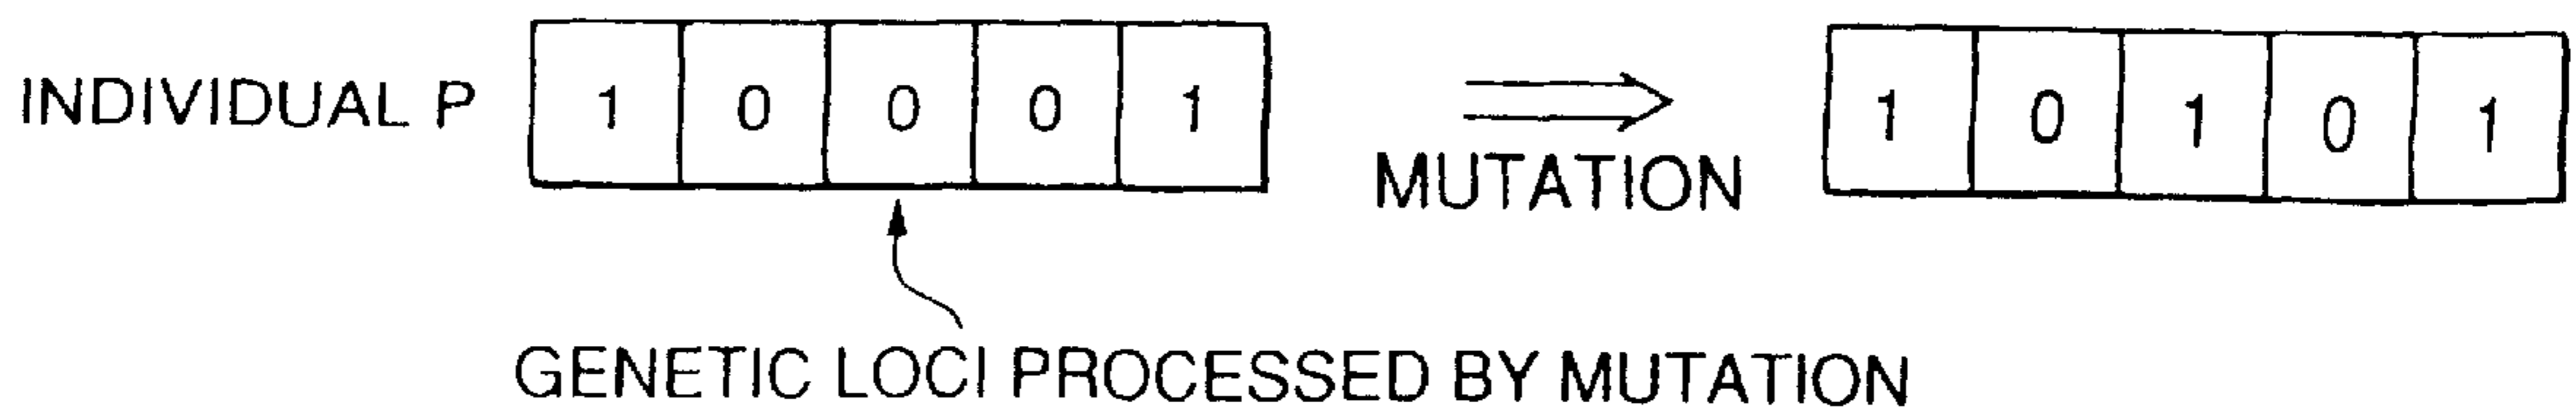 INDIVIDUAL P 1 0 0 0 1 1 0 1 0 1
MUTATION
GENETIC LOCI PROCESSED BY MUTATION